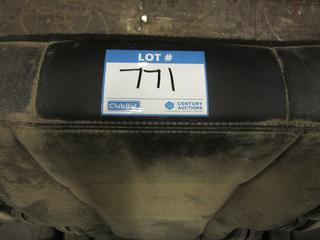 LOT #
771
ClubBid
CENTURY
AUCTIONS